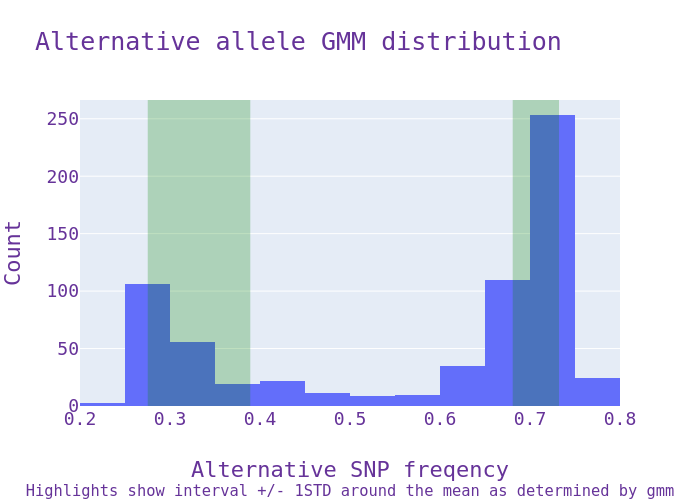 Alternative allele GMM distribution
250
200
150
100
50
0
Count
0.2 0.3 0.4 0.5 0.6 0.7 0.8
Alternative SNP freqency
Highlights show interval +/- 1STD around the mean as determined by gmm